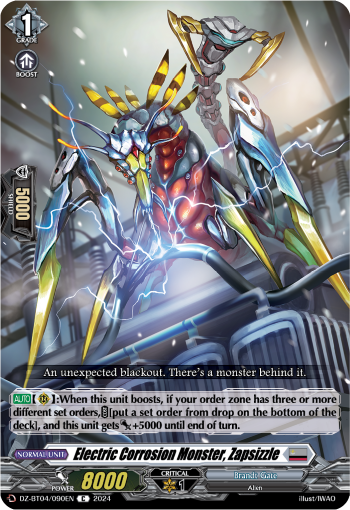 1
GRADE
BOOST
5000
SHIELD
An unexpected blackout. There's a monster behind it.
AUTO :When this unit boosts, if your order zone has three or more
different set orders, [put a set order from drop on the bottom of the
deck], and this unit gets +5000 until end of turn.
NORMAL UNIT Electric Corrosion Monster, Zapsizzle
POWER 8000 CRITICAL 1 Brandt Gate
Alien
DZ-BT04/090EN C 2024 illust/IWAO